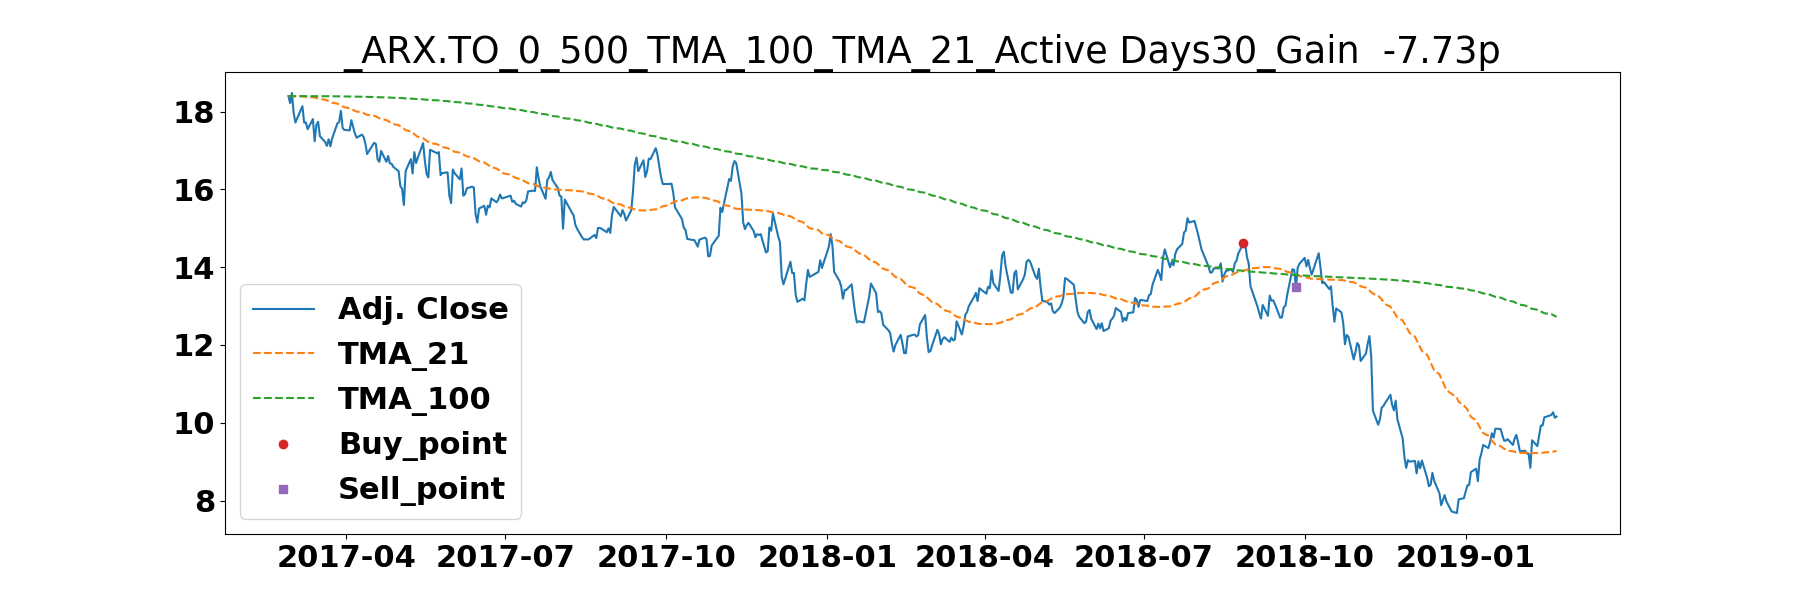 _ARX.TO_0_500_TMA_100_TMA_21_Active Days30_Gain  -7.73p
18
16
14
12
10
8
Adj. Close
TMA_21
TMA_100
Buy_point
Sell_point
2017-04 2017-07 2017-10 2018-01 2018-04 2018-07 2018-10 2019-01